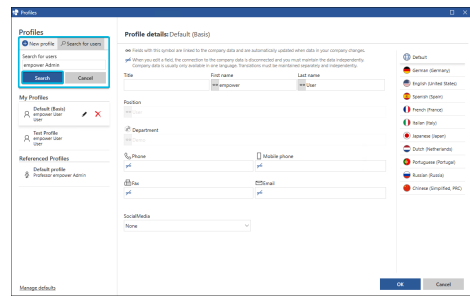 Profiles
Profiles
New profile
Search for users
Search for users
empower Admin
Search
Cancel
My Profiles
Default (Basis)
empower User
User
Test Profile
empower User
User
Referenced Profiles
Default profile
Professor empower Admin
Manage defaults
Profile details: Default (Basis)
Fields with this symbol are linked to the company data and are automatically updated when data in your company changes.
When you edit a field, the connection to the company data is disconnected and you must maintain the data independently.
Company data is usually only available in one language. Translations must be maintained separately and independently.
Title
First name
Last name
empower
User
Position
Department
Phone
Mobile phone
Fax
Email
SocialMedia
None
Default
German (Germany)
English (United States)
Spanish (Spain)
French (France)
Italian (Italy)
Japanese (Japan)
Dutch (Netherlands)
Portuguese (Portugal)
Russian (Russia)
Chinese (Simplified, PRC)
OK
Cancel